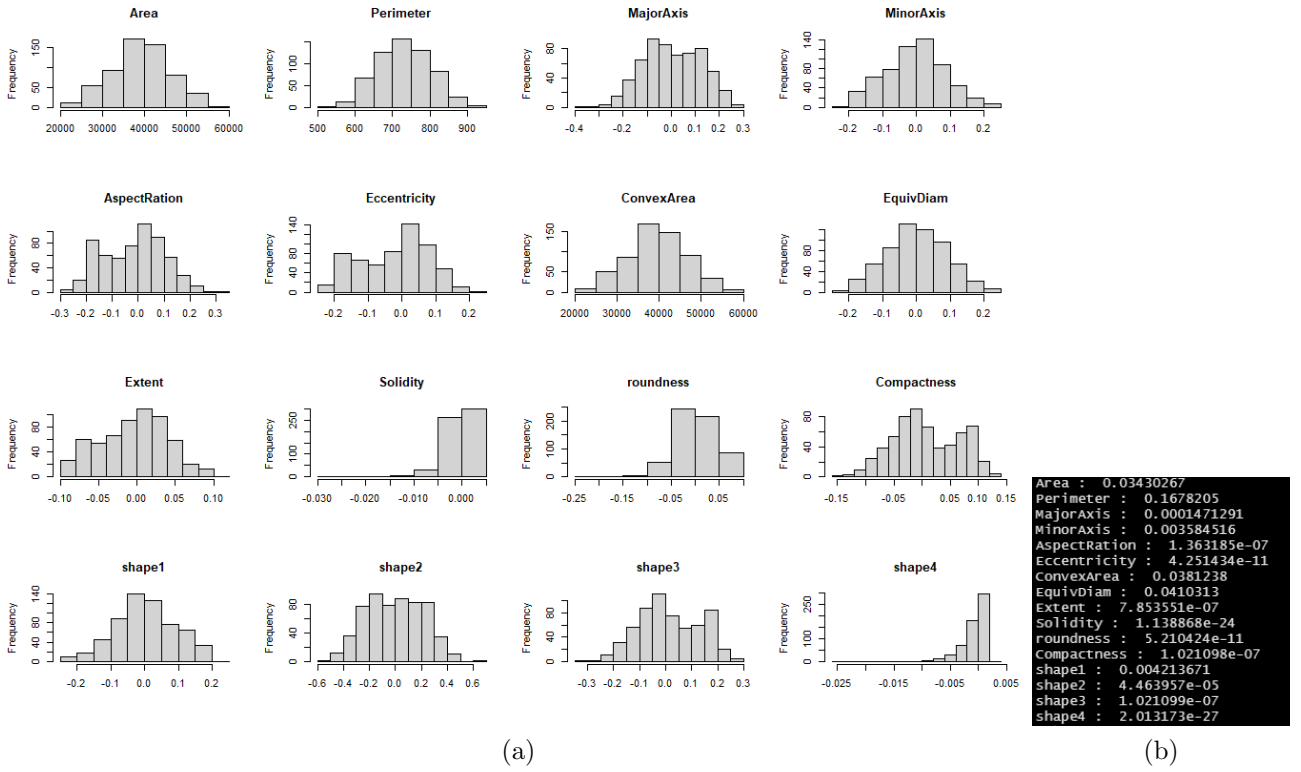 Area Perimeter MajorAxis MinorAxis
Frequency Frequency Frequency Frequency
0 50 150 0 50 150 0 40 80 0 40 80 140
20000 30000 40000 50000 60000 500 600 700 800 900 -0.4 -0.2 0.0 0.1 0.2 0.3 -0.2 -0.1 0.0 0.1 0.2
AspectRation Eccentricity ConvexArea EquivDiam
Frequency Frequency Frequency Frequency
0 40 80 0 40 80 140 0 50 150 0 50 100
-0.3 -0.2 -0.1 0.0 0.1 0.2 0.3 -0.2 -0.1 0.0 0.1 0.2 20000 30000 40000 50000 60000 -0.2 -0.1 0.0 0.1 0.2
Extent Solidity roundness Compactness
Frequency Frequency Frequency Frequency
0 40 80 0 100 250 0 100 200 0 40 80
-0.10 -0.05 0.00 0.05 0.10 -0.030 -0.020 -0.010 0.000 -0.25 -0.15 -0.05 0.05 -0.15 -0.05 0.00 0.05 0.10 0.15
shape1 shape2 shape3 shape4
Frequency Frequency Frequency Frequency
0 40 80 140 0 40 80 0 40 80 0 100 250
-0.2 -0.1 0.0 0.1 0.2 -0.6 -0.4 -0.2 0.0 0.2 0.4 0.6 -0.3 -0.2 -0.1 0.0 0.1 0.2 0.3 -0.025 -0.015 -0.005 0.005
(a)
Area : 0.03430267
Perimeter : 0.1678205
MajorAxis : 0.0001471291
MinorAxis : 0.003584516
AspectRation : 1.363185e-07
Eccentricity : 4.251434e-11
ConvexArea : 0.0381238
EquivDiam : 0.0410313
Extent : 7.853551e-07
Solidity : 1.138868e-24
roundness : 5.210424e-11
Compactness : 1.021098e-07
shape1 : 0.004213671
shape2 : 4.463957e-05
shape3 : 1.021099e-07
shape4 : 2.013173e-27
(b)